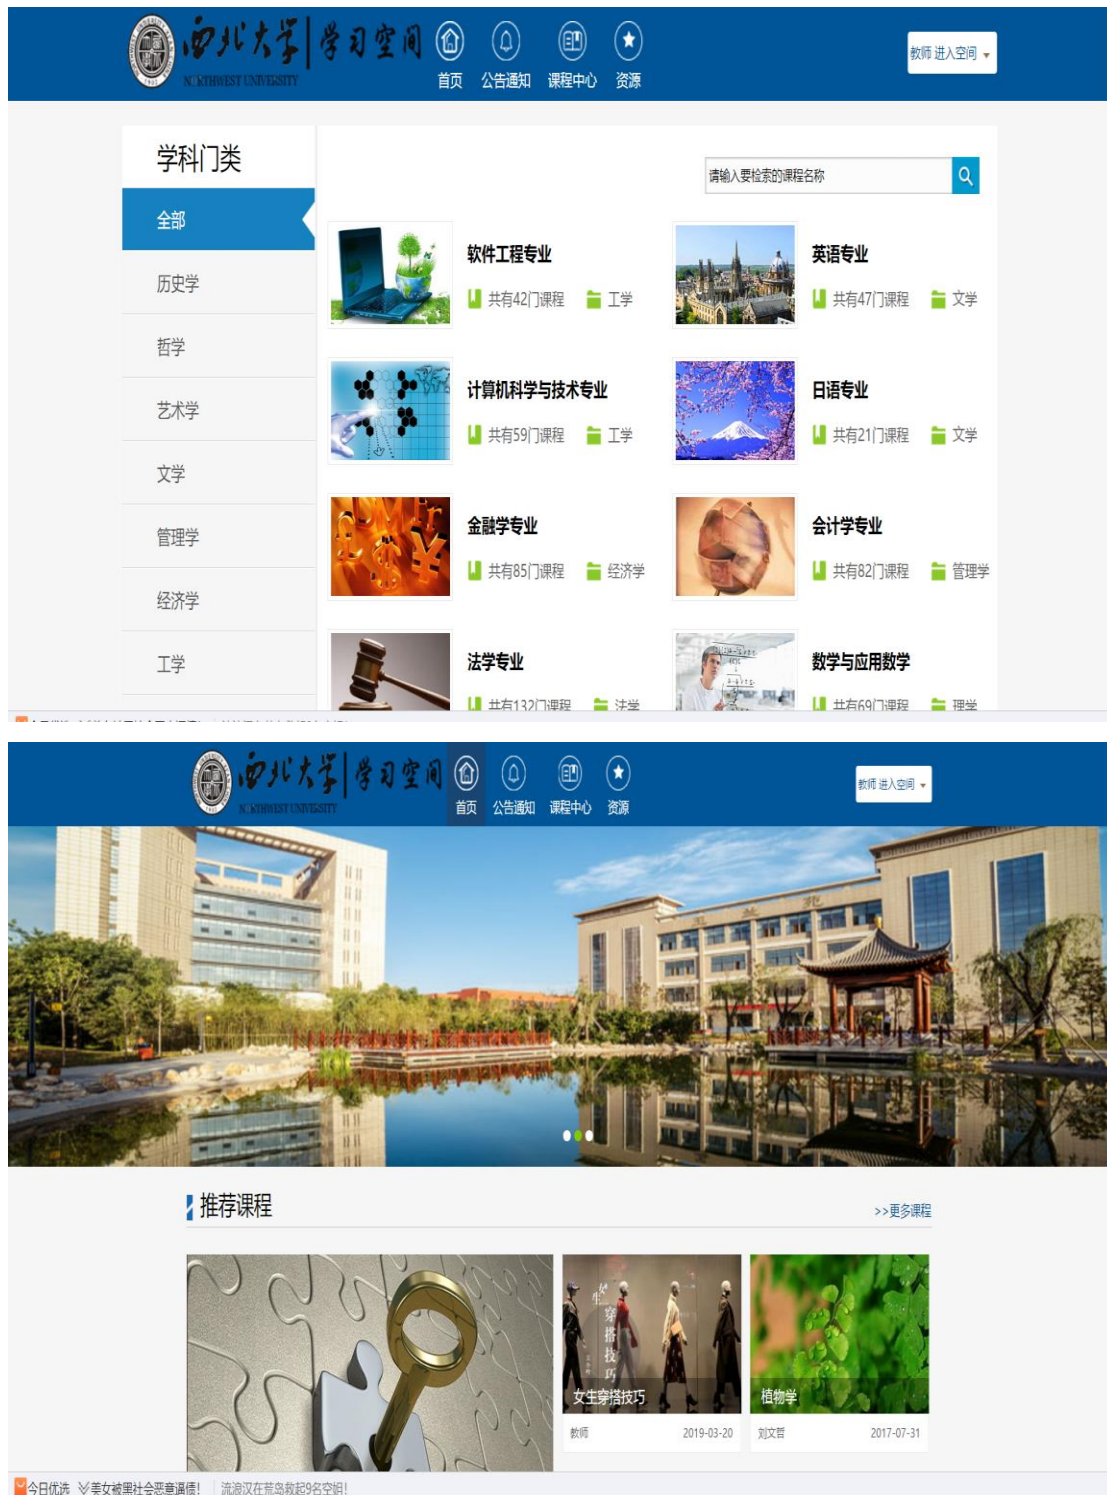 西北大学 学习空间
NORTHWEST UNIVERSITY
首页 公告通知 课程中心 资源
教师 进入空间
学科门类
请输入要检索的课程名称
全部
历史学
哲学
艺术学
文学
管理学
经济学
工学
软件工程专业
共有42门课程 工学
英语专业
共有47门课程 文学
计算机科学与技术专业
共有59门课程 工学
日语专业
共有21门课程 文学
金融学专业
共有85门课程 经济学
会计学专业
共有82门课程 管理学
法学专业
共有132门课程 法学
数学与应用数学
共有69门课程 理学
西北大学 学习空间
NORTHWEST UNIVERSITY
首页 公告通知 课程中心 资源
教师 进入空间
推荐课程
>>更多课程
女生穿搭技巧
女生穿搭技巧
教师 2019-03-20
植物学
刘文哲 2017-07-31
今日优选 美女被黑社会恶意逼债！ 流浪汉在荒岛救起9名空姐！